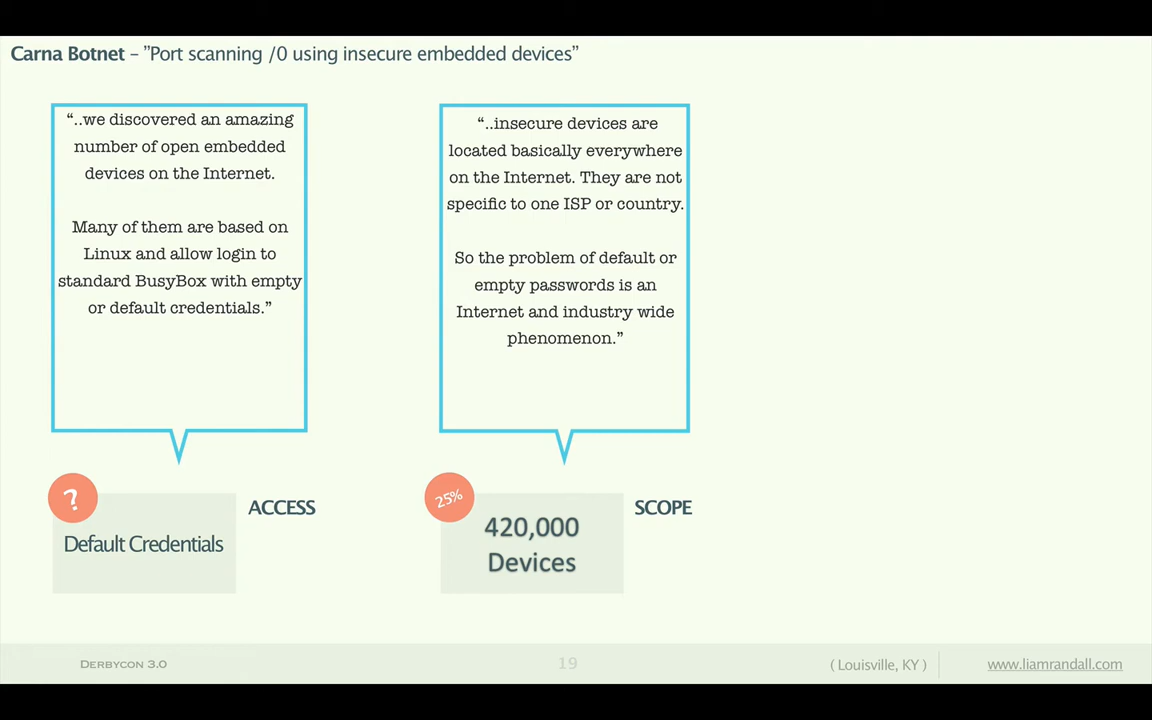 Carna Botnet – ”Port scanning /0 using insecure embedded devices”
“..we discovered an amazing
number of open embedded
devices on the Internet.
Many of them are based on
Linux and allow login to
standard BusyBox with empty
or default credentials.”
“..insecure devices are
located basically everywhere
on the Internet. They are not
specific to one ISP or country.
So the problem of default or
empty passwords is an
Internet and industry wide
phenomenon.”
?
Default Credentials
ACCESS
25%
420,000
Devices
SCOPE
Derbycon 3.0
19
( Louisville, KY )
www.liamrandall.com